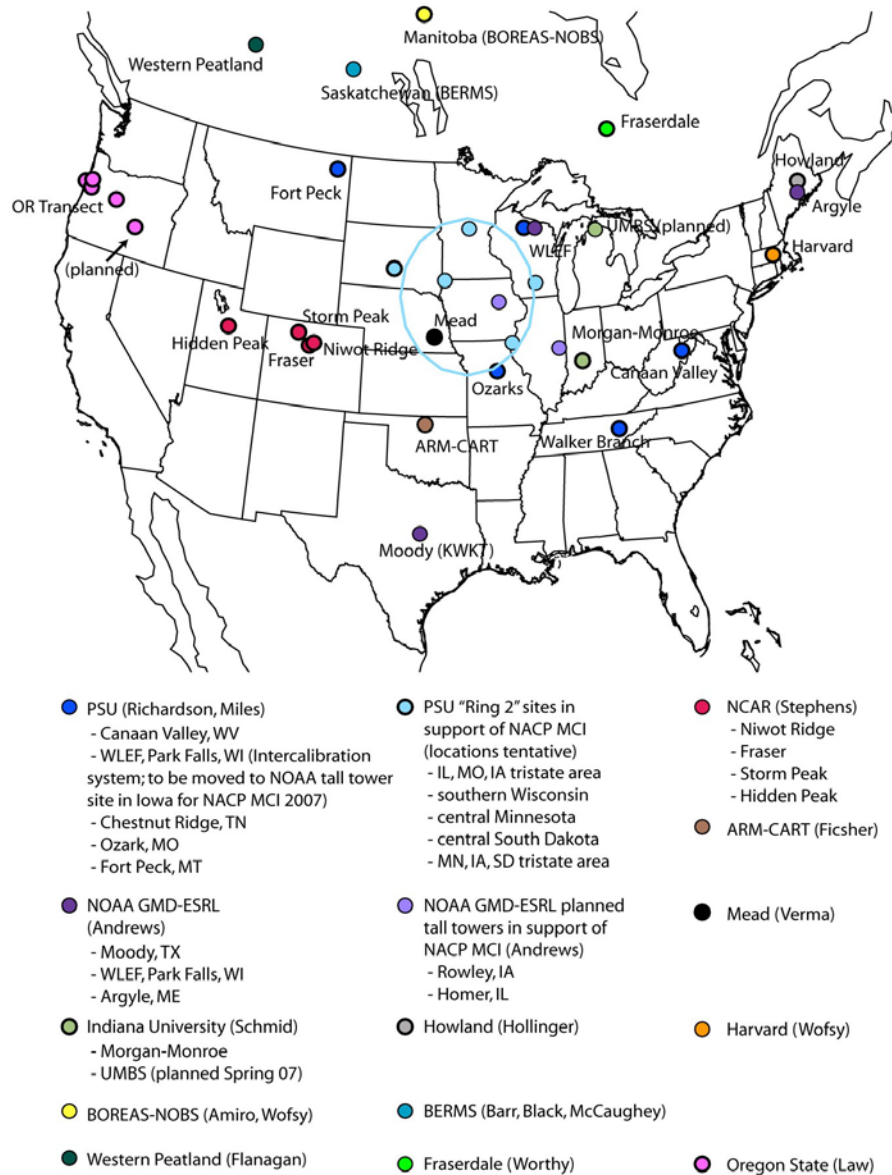 Manitoba (BOREAS-NOBS)
Western Peatland
Saskatchewan (BERMS)
Fraserdale
Howland
Fort Peck
Argyle
OR Transect
UMBS (planned)
WLEF
Harvard
(planned)
Storm Peak
Mead
Morgan-Monroe
Hidden Peak
Niwot Ridge
Fraser
Canaan Valley
Ozarks
Walker Branch
ARM-CART
Moody (KWKT)
PSU (Richardson, Miles)
- Canaan Valley, WV
- WLEF, Park Falls, WI (Intercalibration
system; to be moved to NOAA tall tower
site in Iowa for NACP MCI 2007)
- Chestnut Ridge, TN
- Ozark, MO
- Fort Peck, MT
PSU “Ring 2” sites in
support of NACP MCI
(locations tentative)
- IL, MO, IA tristate area
- southern Wisconsin
- central Minnesota
- central South Dakota
- MN, IA, SD tristate area
NCAR (Stephens)
- Niwot Ridge
- Fraser
- Storm Peak
- Hidden Peak
ARM-CART (Ficsher)
NOAA GMD-ESRL
(Andrews)
- Moody, TX
- WLEF, Park Falls, WI
- Argyle, ME
NOAA GMD-ESRL planned
tall towers in support of
NACP MCI (Andrews)
- Rowley, IA
- Homer, IL
Mead (Verma)
Indiana University (Schmid)
- Morgan-Monroe
- UMBS (planned Spring 07)
Howland (Hollinger)
Harvard (Wofsy)
BOREAS-NOBS (Amiro, Wofsy)
BERMS (Barr, Black, McCaughey)
Western Peatland (Flanagan)
Fraserdale (Worthy)
Oregon State (Law)